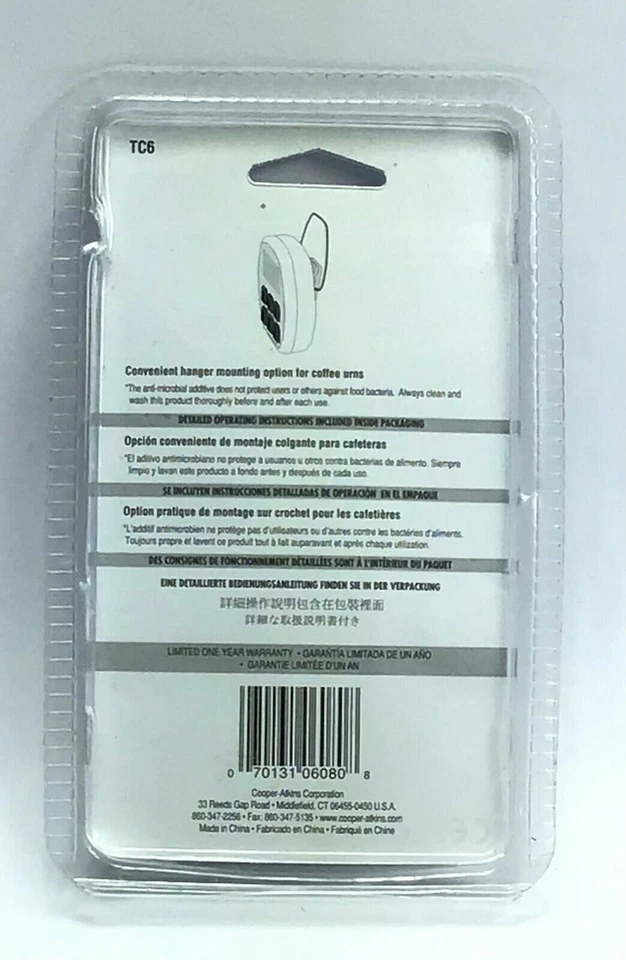 TC6
Convenient hanger mounting option for coffee urns
*The anti-microbial additive does not protect users or others against food bacteria. Always clean and
wash this product thoroughly before and after each use.
DETAILED OPERATING INSTRUCTIONS INCLUDED INSIDE PACKAGING
Opción conveniente de montaje colgante para cafeteras
*El aditivo antimicrobiano no protege a usuarios u otros contra bacterias de alimento. Siempre
limpio y lavan este producto a fondo antes y después de cada uso.
SE INCLUYEN INSTRUCCIONES DETALLADAS DE OPERACIÓN EN EL EMPAQUE
Option pratique de montage sur crochet pour les cafetières
*L'additif antimicrobien ne protège pas d'utilisateurs ou d'autres contre les bactéries d'aliments.
Toujours propre et lavent ce produit tout à fait auparavant et après chaque utilization.
DES CONSIGNES DE FONCTIONNEMENT DÉTAILLÉES SONT À L'INTÉRIEUR DU PAQUET
EINE DETAILLIERTE BEDIENUNGSANLEITUNG FINDEN SIE IN DER VERPACKUNG
詳細操作說明包含在包裝裡面
詳細な取扱説明書付き
LIMITED ONE YEAR WARRANTY • GARANTÍA LIMITADA DE UN AÑO
• GARANTIE LIMITÉE D'UN AN
0 70131 06080 8
Cooper-Atkins Corporation
33 Reeds Gap Road • Middlefield, CT 06455-0450 U.S.A.
860-347-2256 • Fax: 860-347-5135 • www.cooper-atkins.com
Made in China • Fabricado en China • Fabriqué en Chine
CE